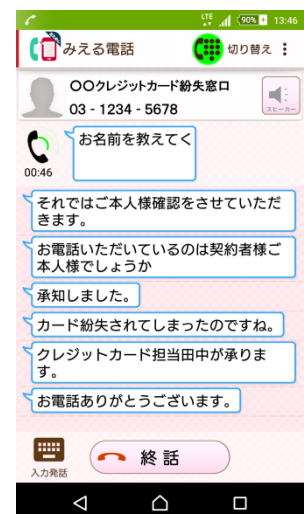 LTE 90% 13:46
みえる電話 切り替え
〇〇クレジットカード紛失窓口
03 - 1234 - 5678
スピーカー
お名前を教えてく
00:46
それではご本人様確認をさせていただ
きます。
お電話いただいているのは契約者様ご
本人様でしょうか
承知しました。
カード紛失されてしまったのですね。
クレジットカード担当田中が承りま
す。
お電話ありがとうございます。
入力発話
終 話